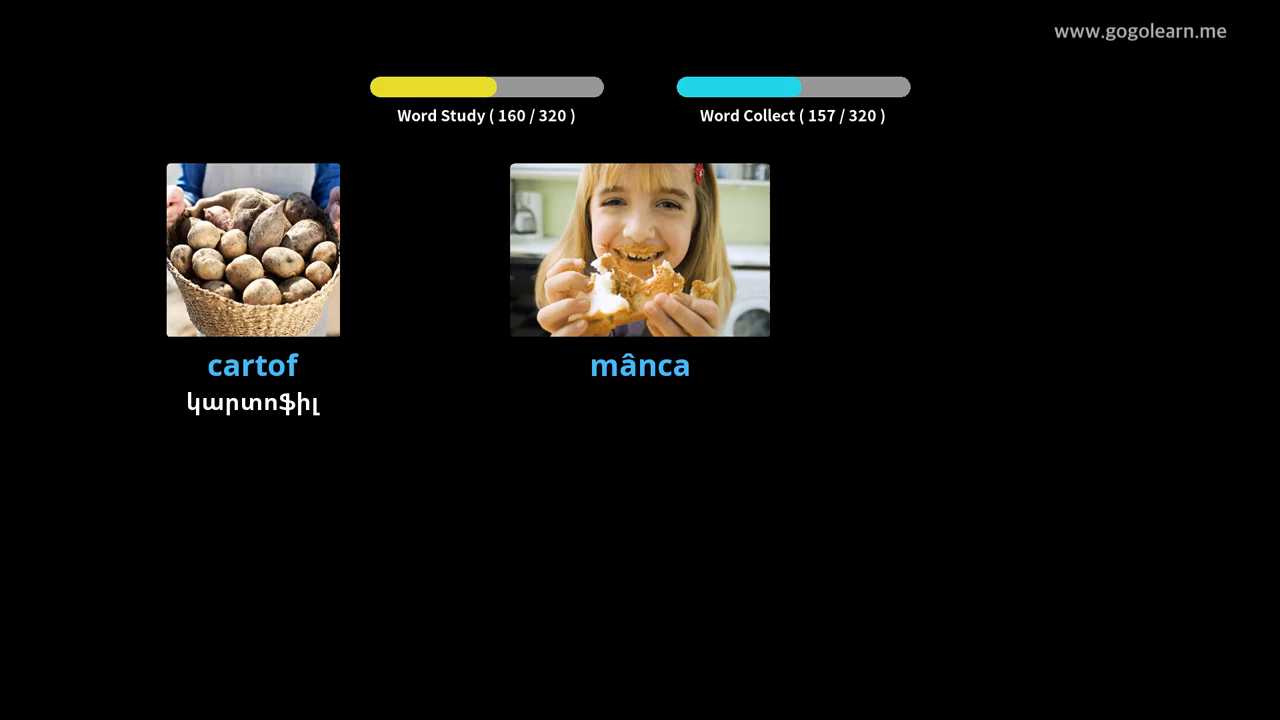 www.gogolearn.me
Word Study ( 160 / 320 )
Word Collect ( 157 / 320 )
cartof
կարտոֆիլ
mânca